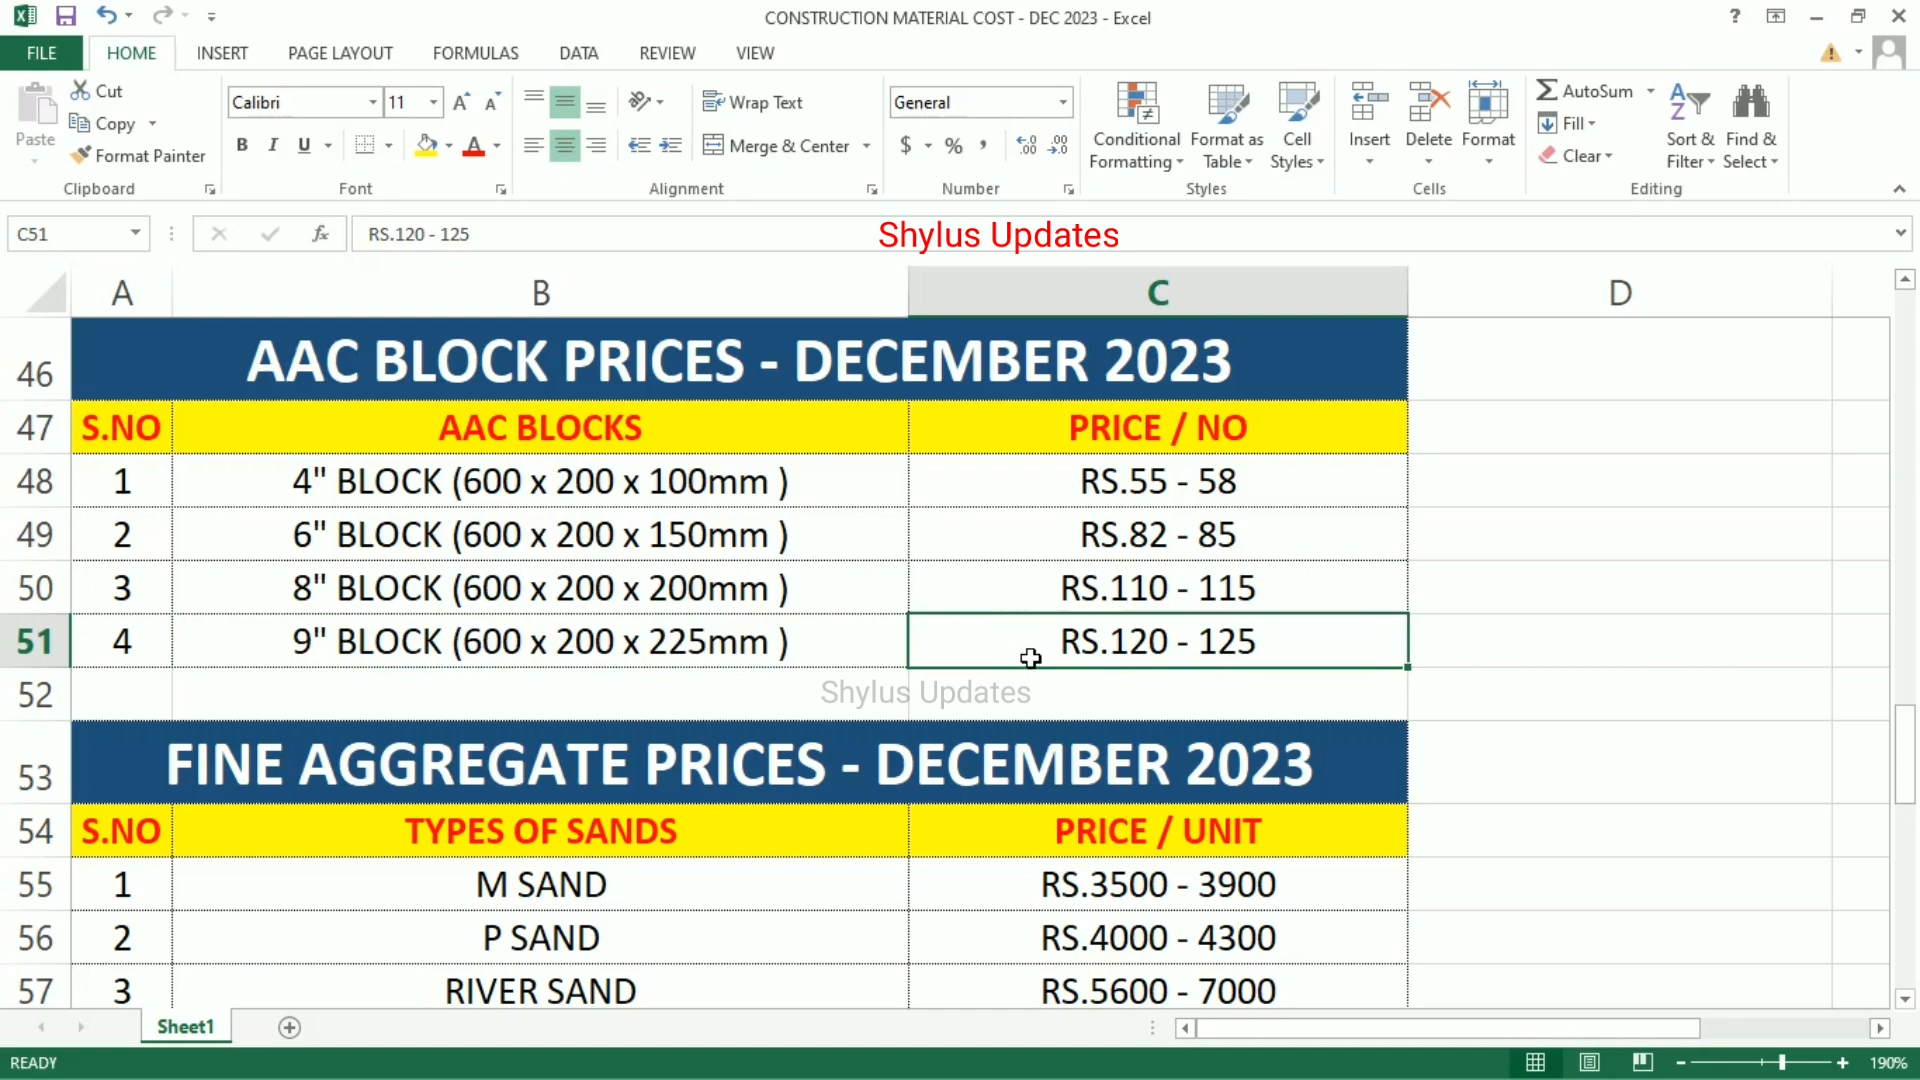 CONSTRUCTION MATERIAL COST - DEC 2023 - Excel
?
FILE HOME INSERT PAGE LAYOUT FORMULAS DATA REVIEW VIEW
Paste
Cut
Copy
Format Painter
Clipboard
Calibri 11
B I U
Font
Wrap Text
Merge & Center
Alignment
General
$ % ,
Number
Conditional Formatting
Format as Table
Cell Styles
Styles
Insert
Delete
Format
Cells
AutoSum
Fill
Clear
Sort & Filter
Find & Select
Editing
C51
fx
RS.120 - 125
Shylus Updates
A B C D
46 AAC BLOCK PRICES - DECEMBER 2023
47 S.NO AAC BLOCKS PRICE / NO
48 1 4" BLOCK (600 x 200 x 100mm ) RS.55 - 58
49 2 6" BLOCK (600 x 200 x 150mm ) RS.82 - 85
50 3 8" BLOCK (600 x 200 x 200mm ) RS.110 - 115
51 4 9" BLOCK (600 x 200 x 225mm ) RS.120 - 125
52
Shylus Updates
53 FINE AGGREGATE PRICES - DECEMBER 2023
54 S.NO TYPES OF SANDS PRICE / UNIT
55 1 M SAND RS.3500 - 3900
56 2 P SAND RS.4000 - 4300
57 3 RIVER SAND RS.5600 - 7000
Sheet1
READY
190%